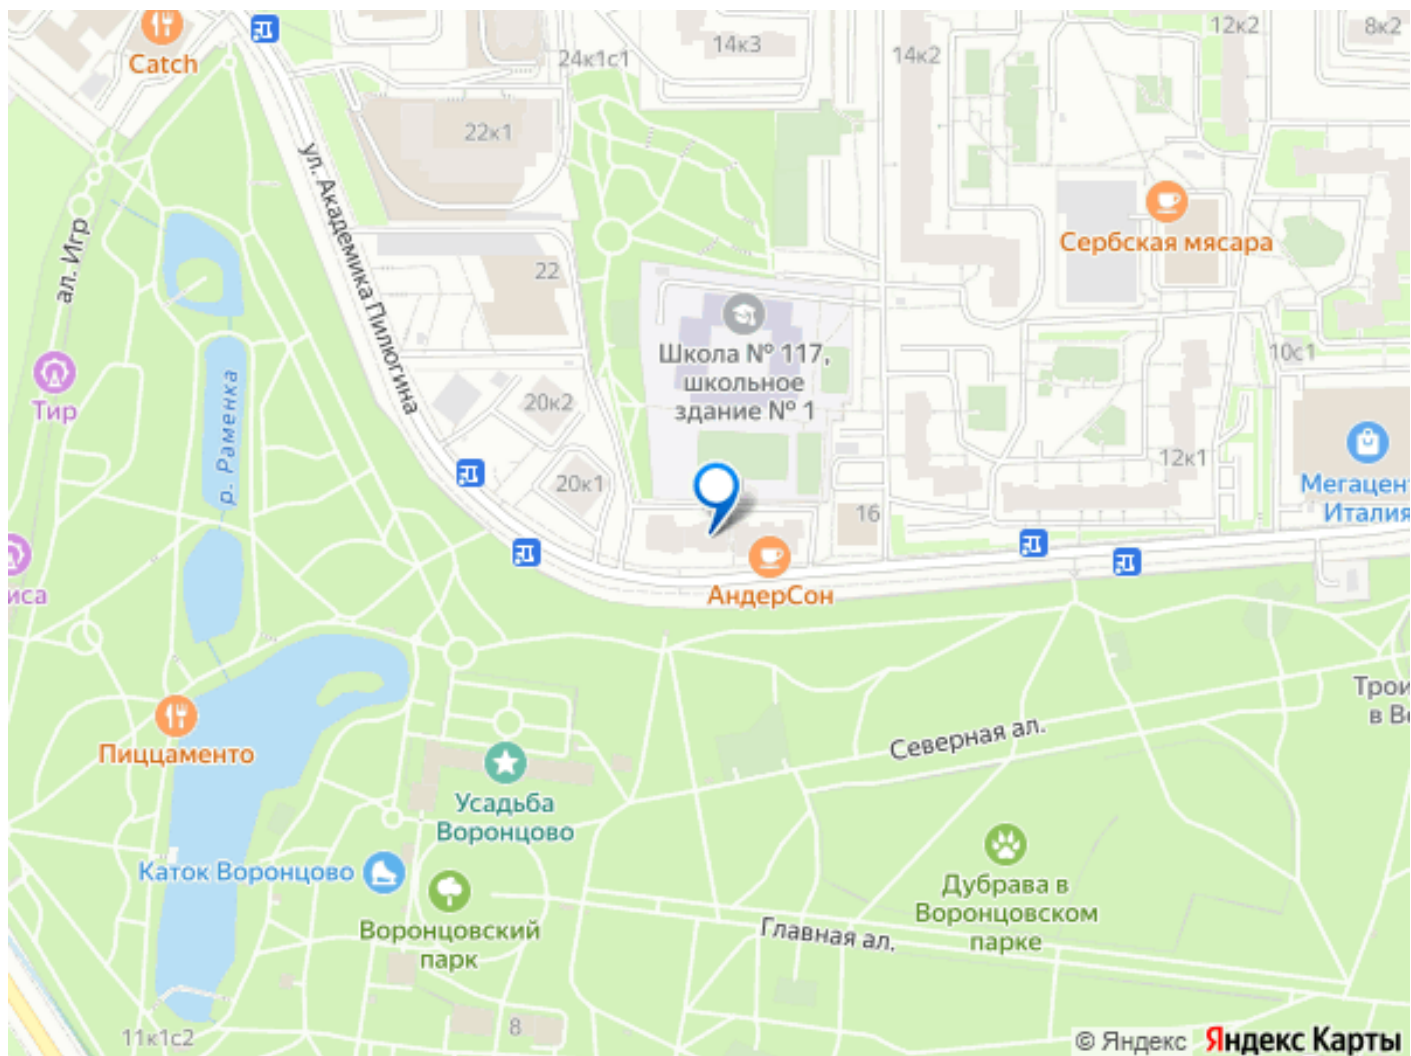 Catch
24к1с1
14к3
14к2
12к2
8к2
22к1
ул. Академика Пилюгина
ал. Игр
Сербская мясара
22
Школа № 117,
школьное
здание № 1
10с1
Тир
р. Раменка
20к2
20к1
12к1
16
Мегацент
Италия
АндерСон
иса
Трои
в Во
Северная ал.
Пиццаменто
Усадьба
Воронцово
Каток Воронцово
Дубрава в
Воронцовском
парке
Воронцовский
парк
Главная ал.
11к1с2
8
© Яндекс Яндекс Карты